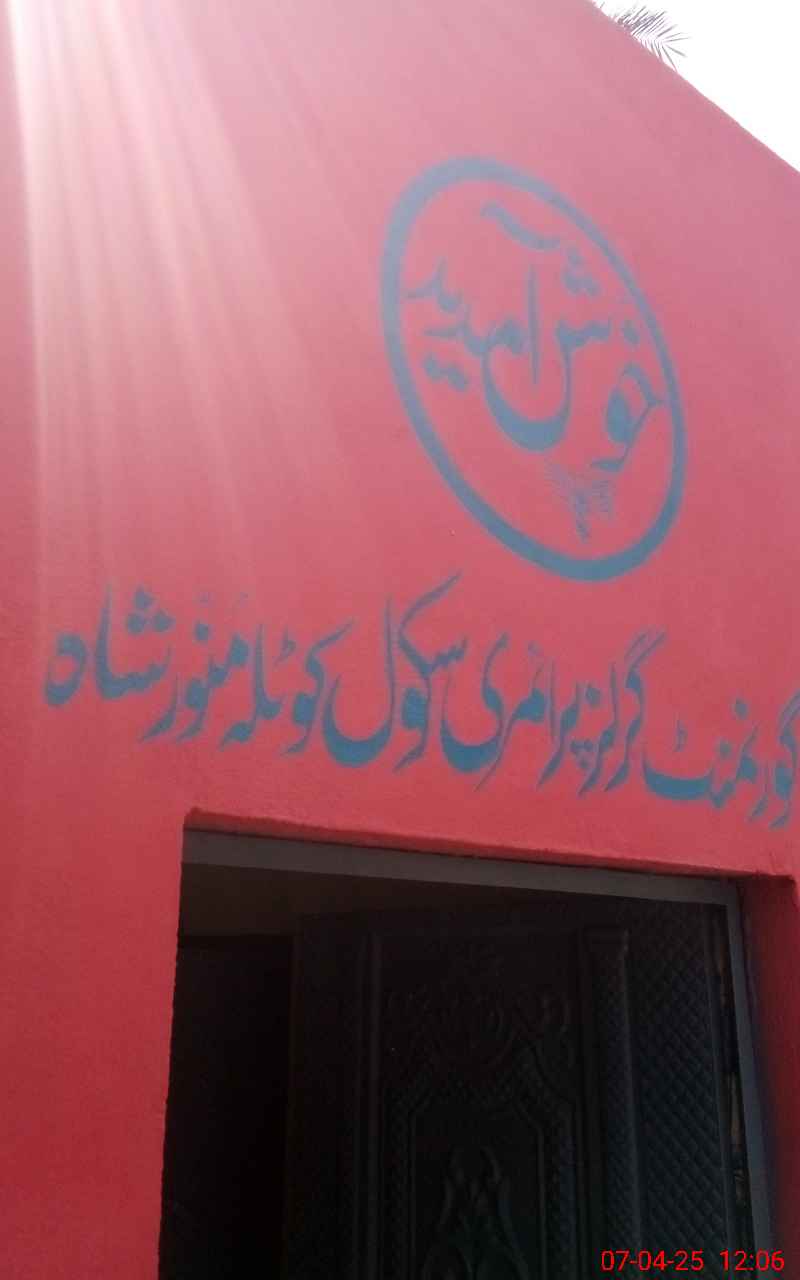 خوش آمدید
گورنمنٹ گرلز پرائمری سکول کوٹلہ منور شاہ
07-04-25 12:06